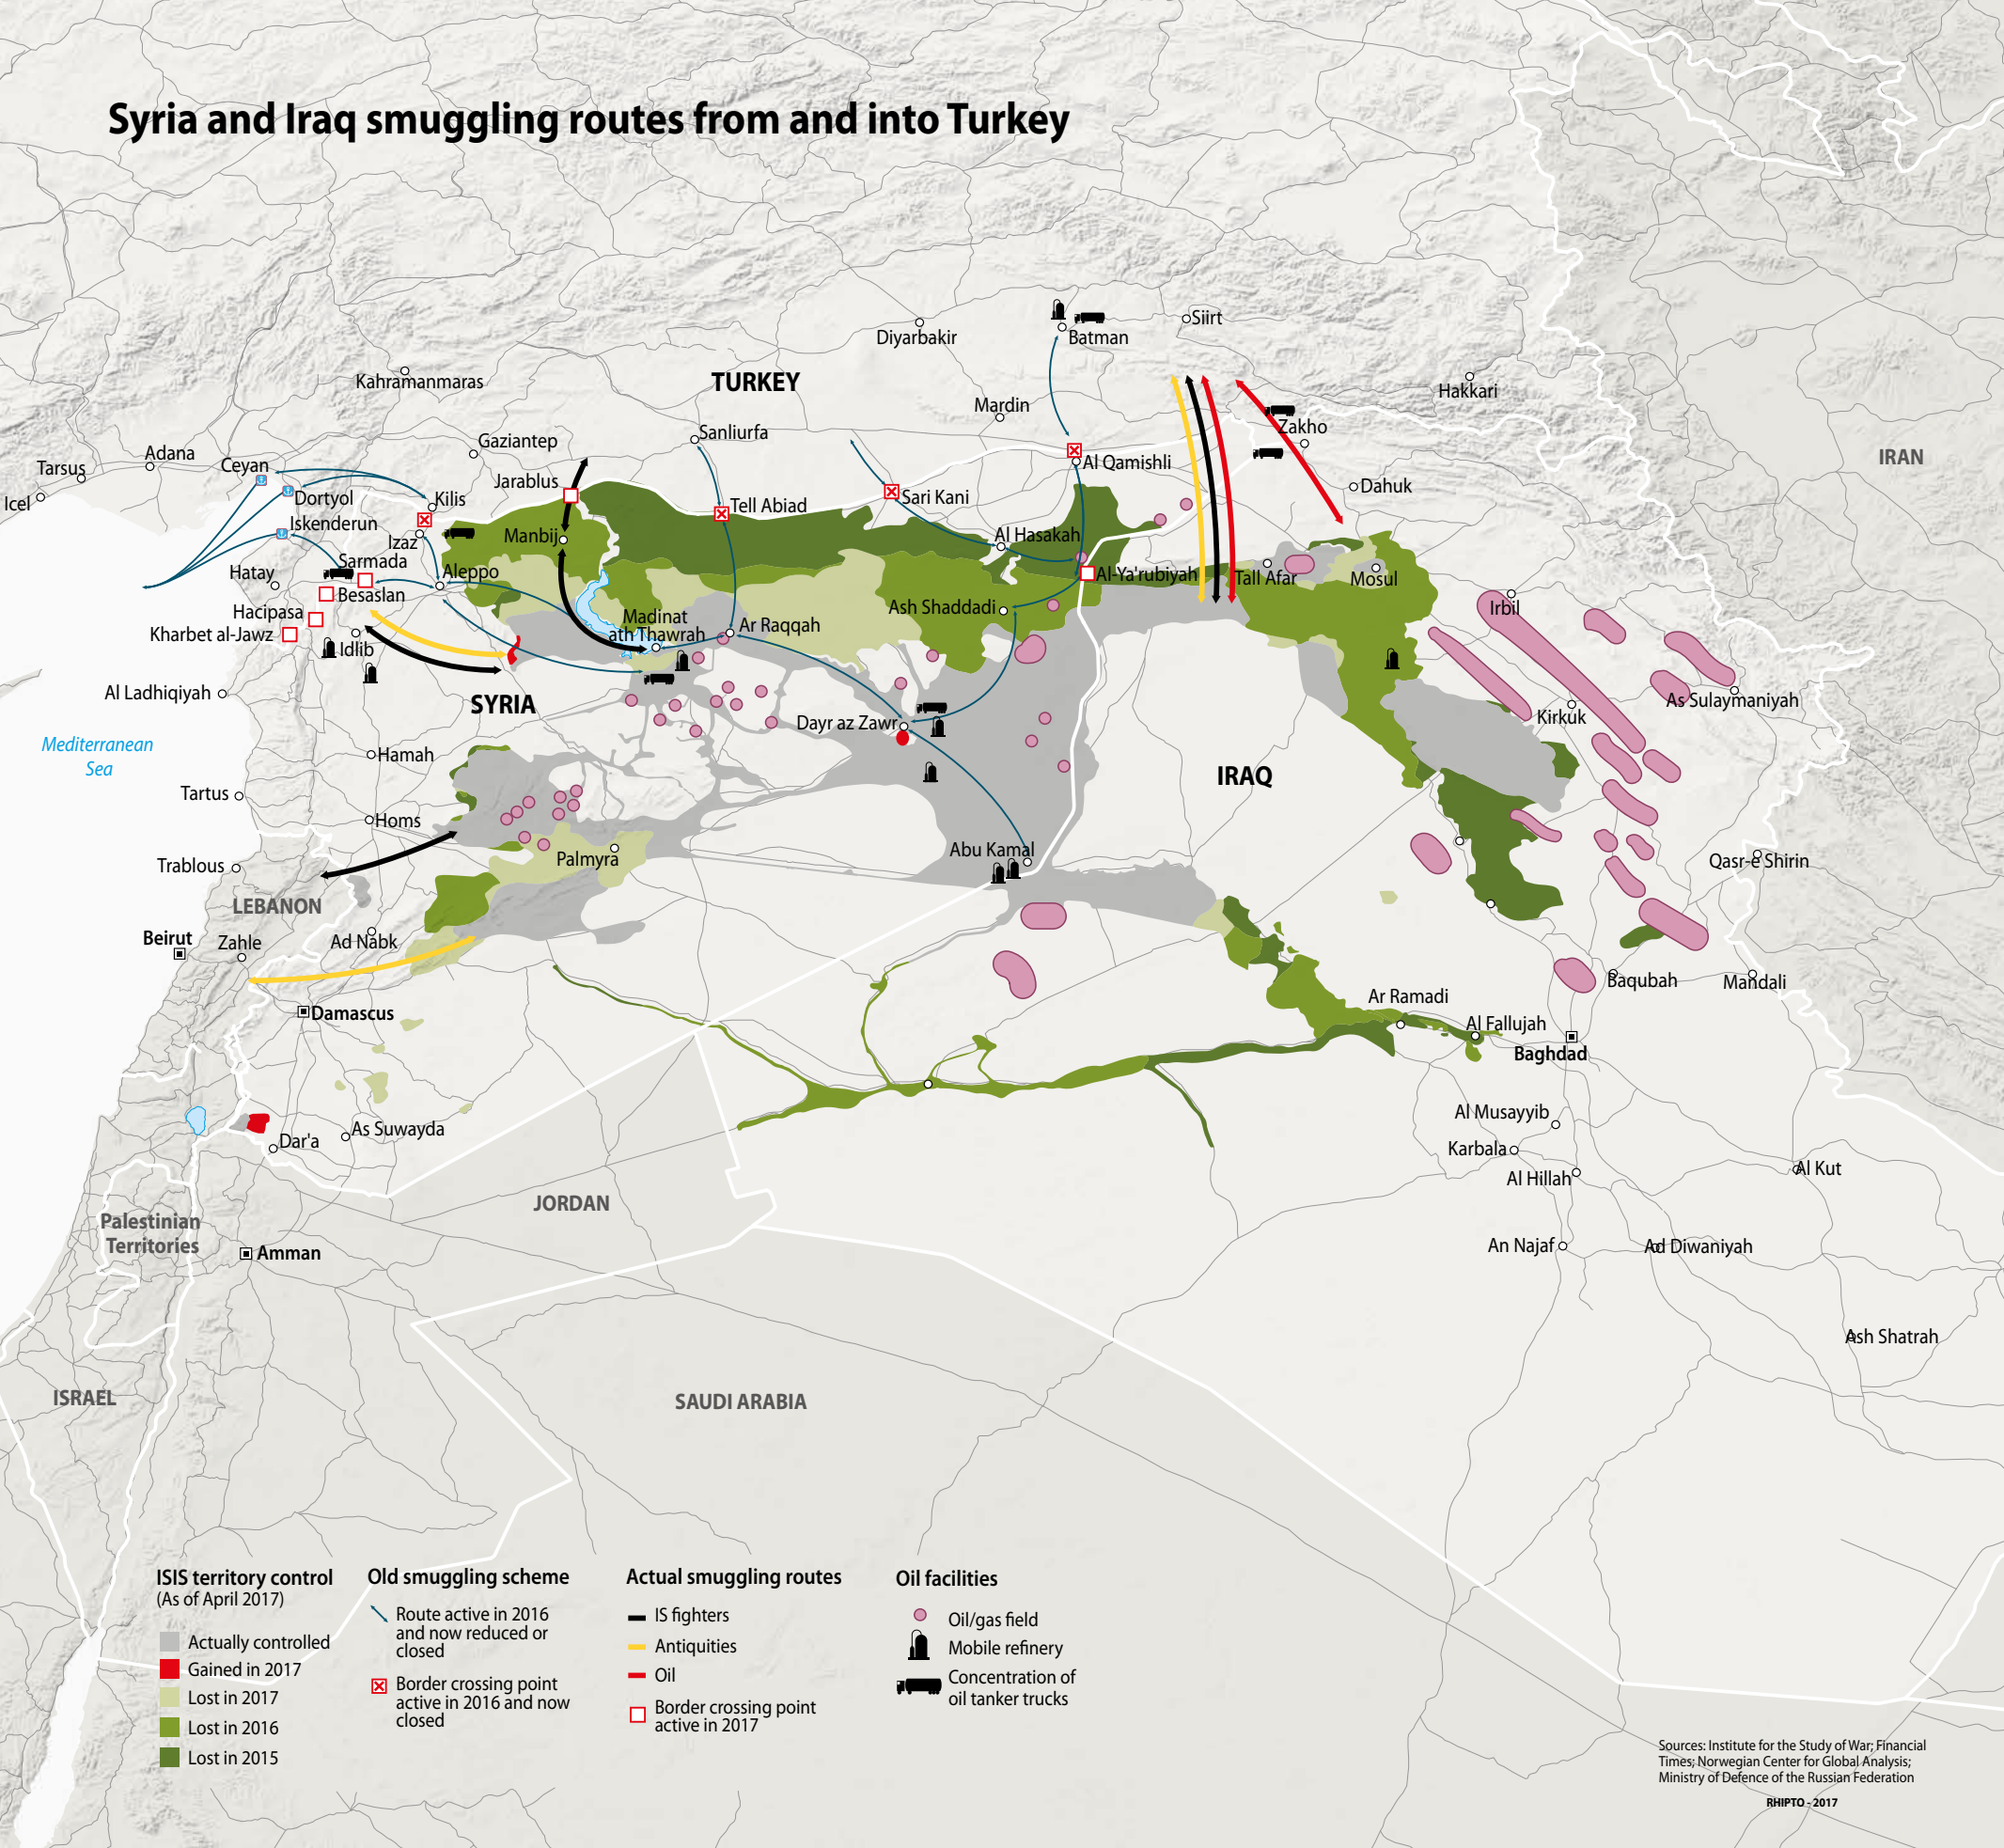 Syria and Iraq smuggling routes from and into Turkey
Siirt
Diyarbakir
Batman
Kahramanmaras
TURKEY
Hakkari
Mardin
Zakho
Sanliurfa
Gaziantep
Adana
IRAN
Tarsus
Ceyan
Al Qamishli
Jarablus
Dahuk
Icel
Dortyol
Kilis
Sari Kani
Tell Abiad
Iskenderun
Manbij
Al Hasakah
Izaz
Sarmada
Hatay
Aleppo
Al-Ya'rubiyah
Tall Afar
Mosul
Besaslan
Hacipasa
Ash Shaddadi
Irbil
Madinat
ath Thawrah
Ar Raqqah
Kharbet al-Jawz
Idlib
Al Ladhiqiyah
SYRIA
As Sulaymaniyah
Kirkuk
Dayr az Zawr
Mediterranean
Sea
Hamah
IRAQ
Tartus
Homs
Abu Kamal
Palmyra
Trablous
Qasr-e Shirin
LEBANON
Beirut
Zahle
Ad Nabk
Baqubah
Mandali
Ar Ramadi
Damascus
Al Fallujah
Baghdad
Al Musayyib
As Suwayda
Dar'a
Karbala
Al Kut
Al Hillah
JORDAN
Palestinian
Territories
Amman
An Najaf
Ad Diwaniyah
Ash Shatrah
ISRAEL
SAUDI ARABIA
ISIS territory control
(As of April 2017)
Actually controlled
Gained in 2017
Lost in 2017
Lost in 2016
Lost in 2015
Old smuggling scheme
Route active in 2016
and now reduced or
closed
Border crossing point
active in 2016 and now
closed
Actual smuggling routes
IS fighters
Antiquities
Oil
Border crossing point
active in 2017
Oil facilities
Oil/gas field
Mobile refinery
Concentration of
oil tanker trucks
Sources: Institute for the Study of War; Financial
Times; Norwegian Center for Global Analysis;
Ministry of Defence of the Russian Federation
RHIPTO - 2017